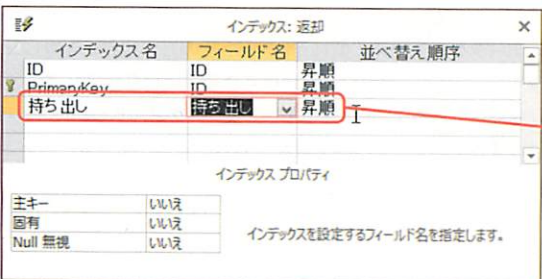 インデックス: 返却
インデックス名 フィールド名 並べ替え順序
ID ID 昇順
PrimaryKey ID 昇順
持ち出し 持ち出し 昇順
インデックス プロパティ
主キー いいえ
固有 いいえ
Null 無視 いいえ
インデックスを設定するフィールド名を指定します。